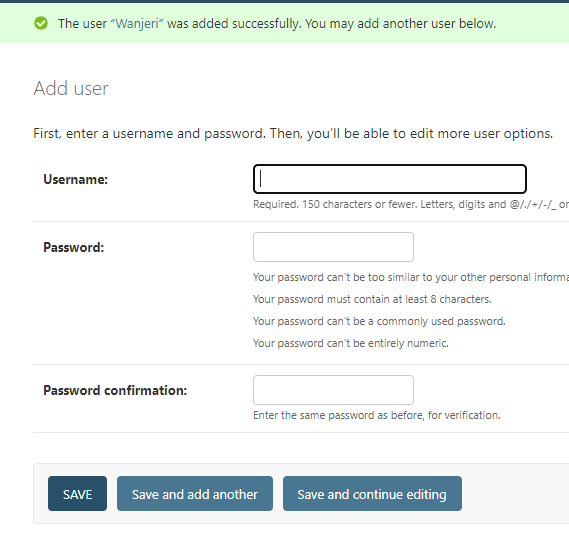 The user “Wanjeri” was added successfully. You may add another user below.
Add user
First, enter a username and password. Then, you’ll be able to edit more user options.
Username:
Required. 150 characters or fewer. Letters, digits and @/./+/-/_ or
Password:
Your password can’t be too similar to your other personal informa
Your password must contain at least 8 characters.
Your password can’t be a commonly used password.
Your password can’t be entirely numeric.
Password confirmation:
Enter the same password as before, for verification.
SAVE Save and add another Save and continue editing